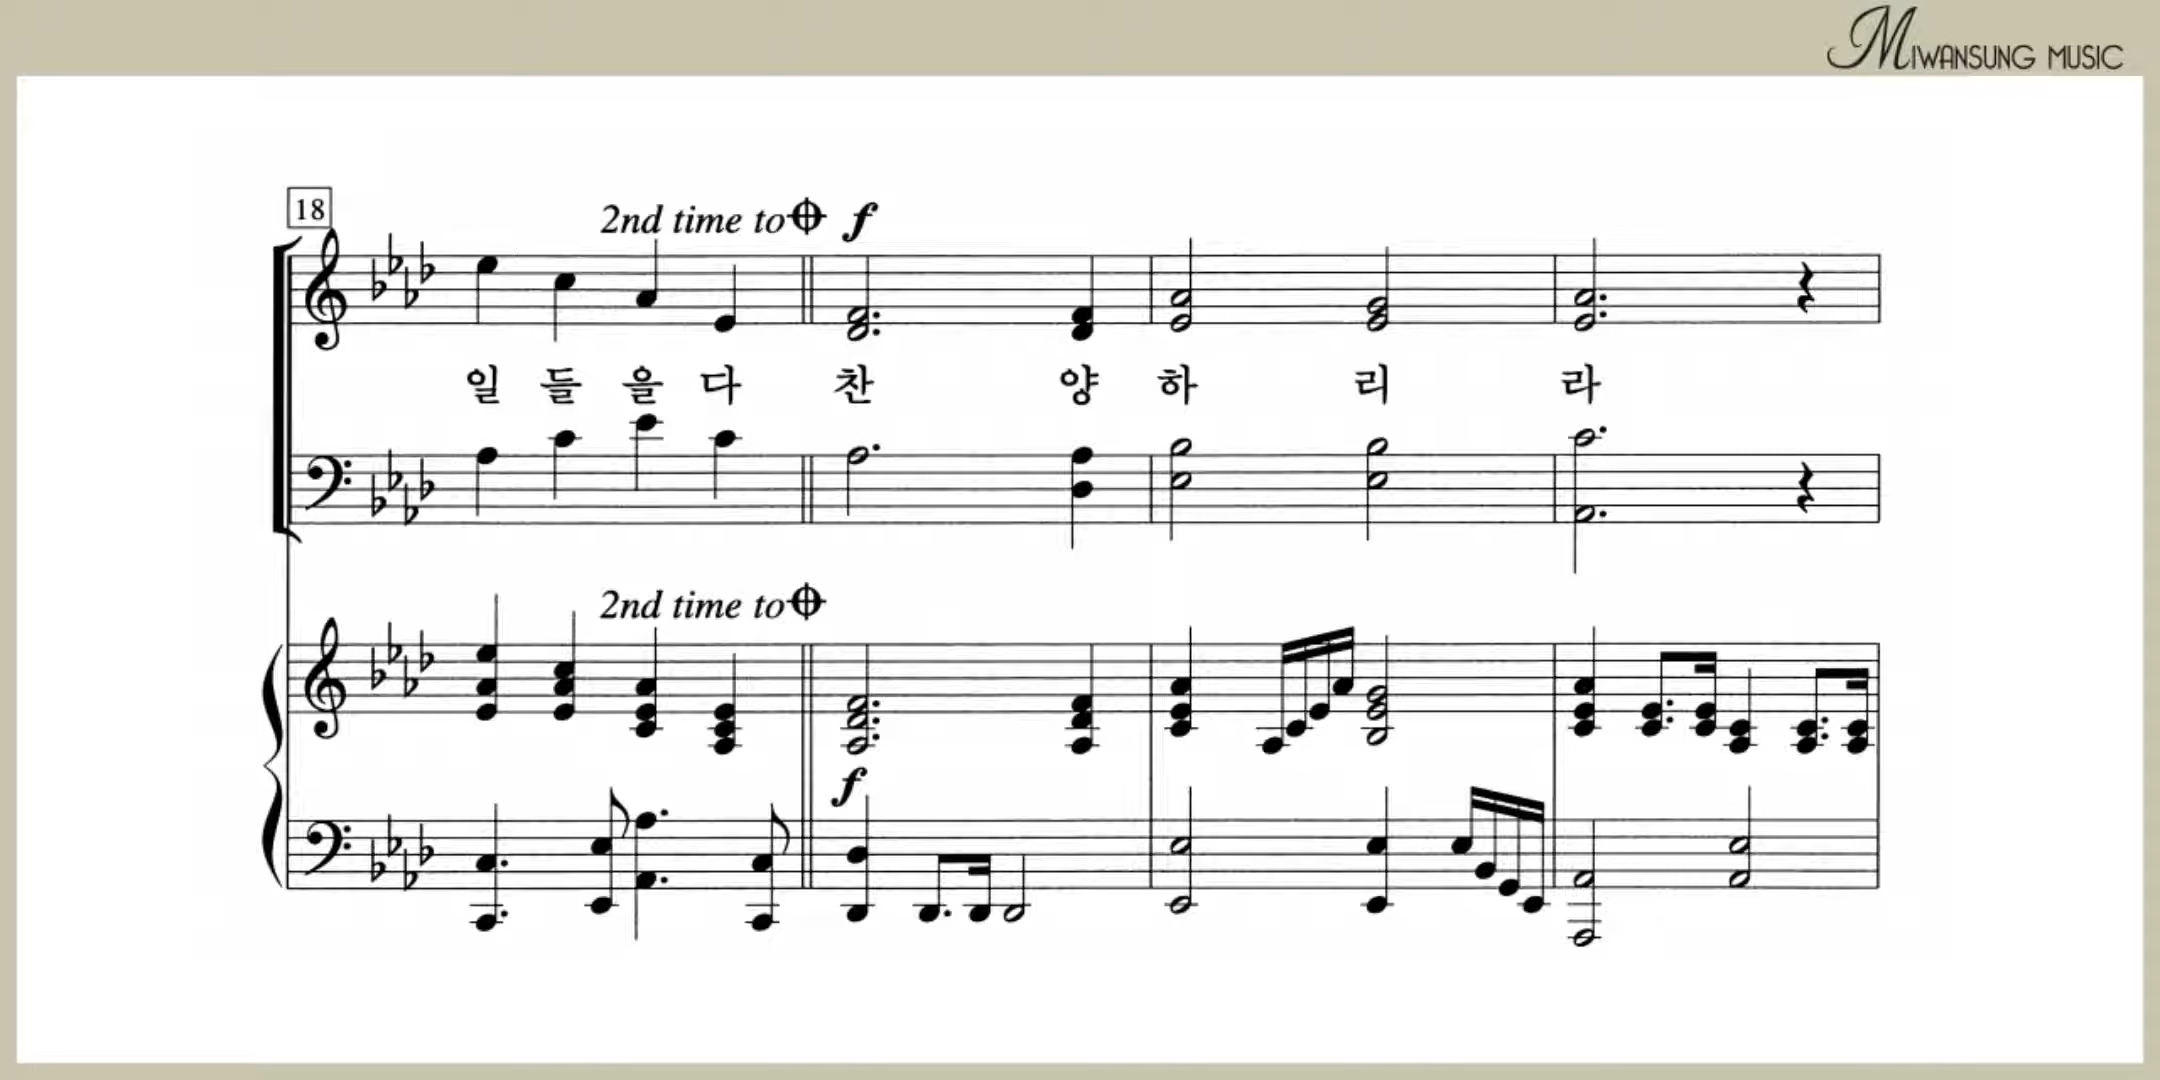 MIWANSUNG MUSIC
18
2nd time to f
일 들 을 다 찬 양 하 리 라
2nd time to
f